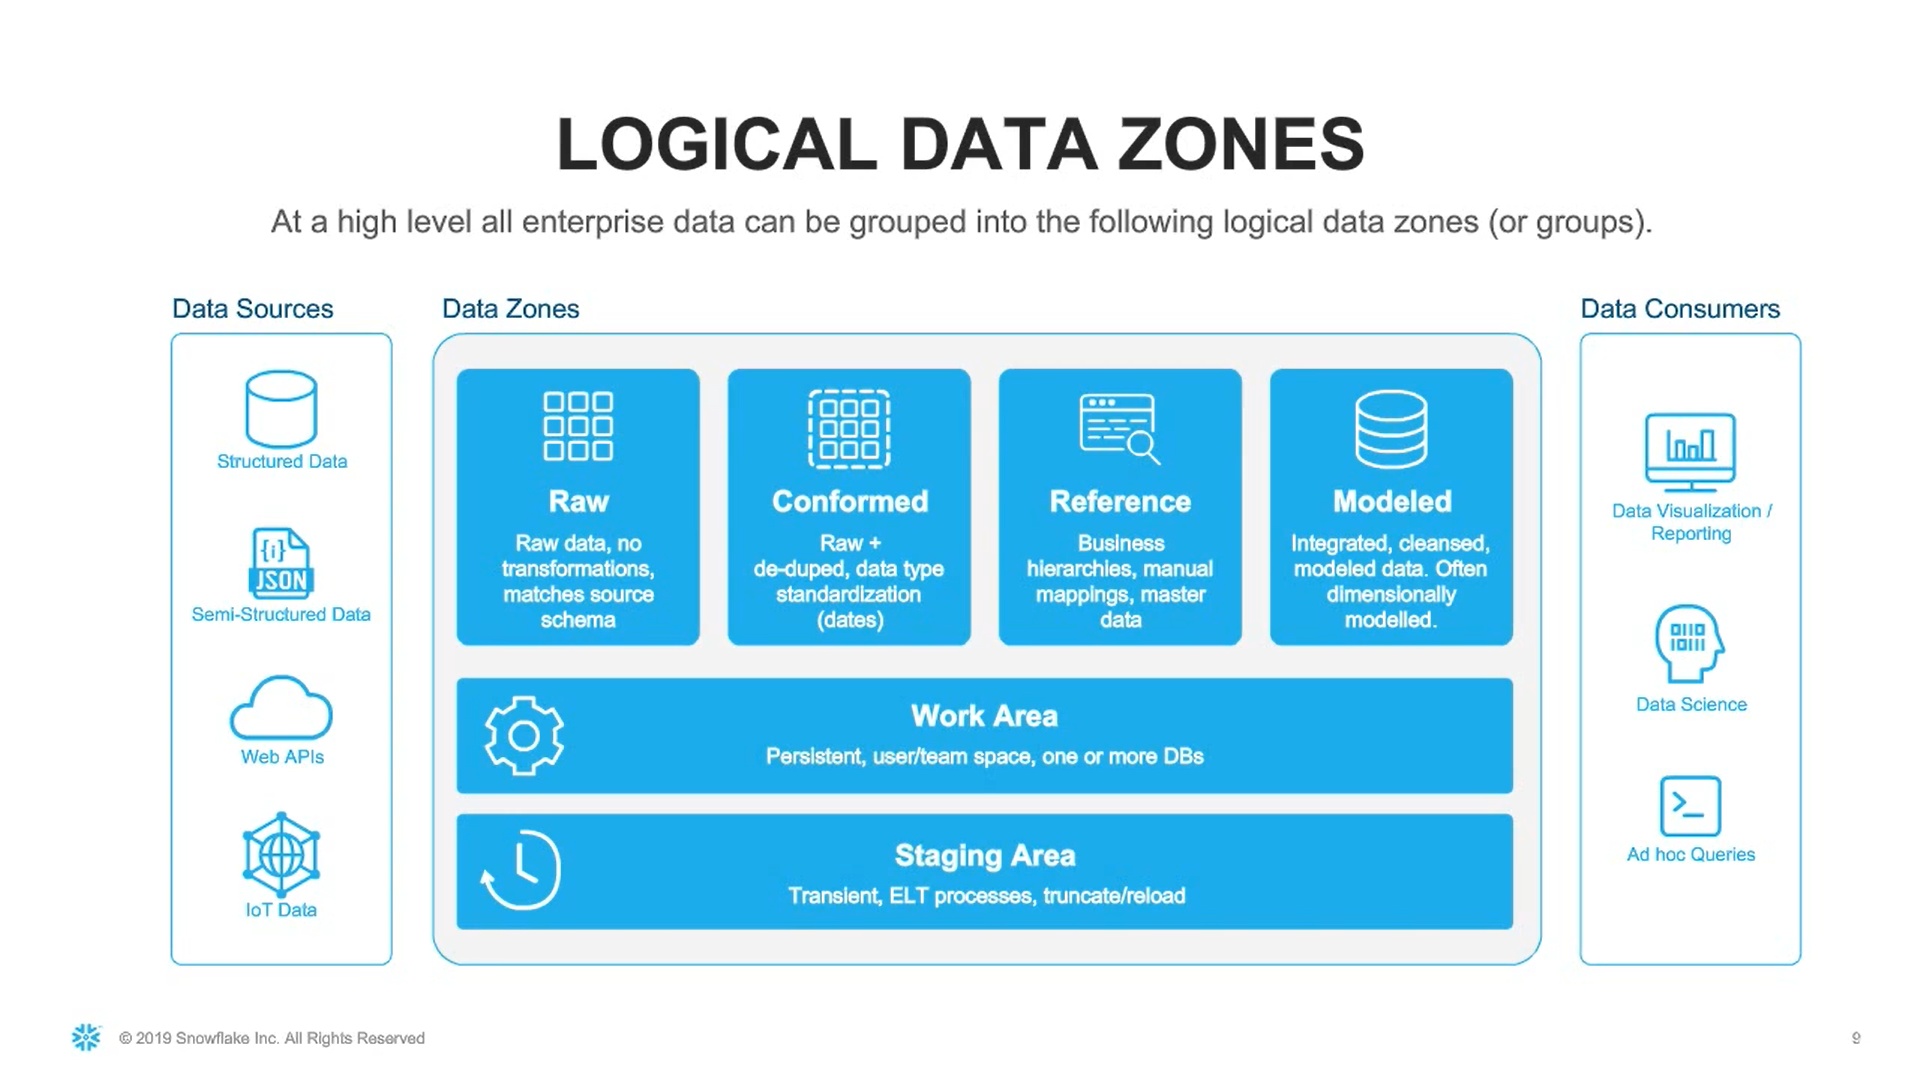 LOGICAL DATA ZONES
At a high level all enterprise data can be grouped into the following logical data zones (or groups).
Data Sources
Structured Data
{i}
JSON
Semi-Structured Data
Web APIs
IoT Data
Data Zones
Raw
Raw data, no
transformations,
matches source
schema
Conformed
Raw +
de-duped, data type
standardization
(dates)
Reference
Business
hierarchies, manual
mappings, master
data
Modeled
Integrated, cleansed,
modeled data. Often
dimensionally
modelled.
Work Area
Persistent, user/team space, one or more DBs
Staging Area
Transient, ELT processes, truncate/reload
Data Consumers
Data Visualization /
Reporting
0110
10111
Data Science
>_
Ad hoc Queries
© 2019 Snowflake Inc. All Rights Reserved
9